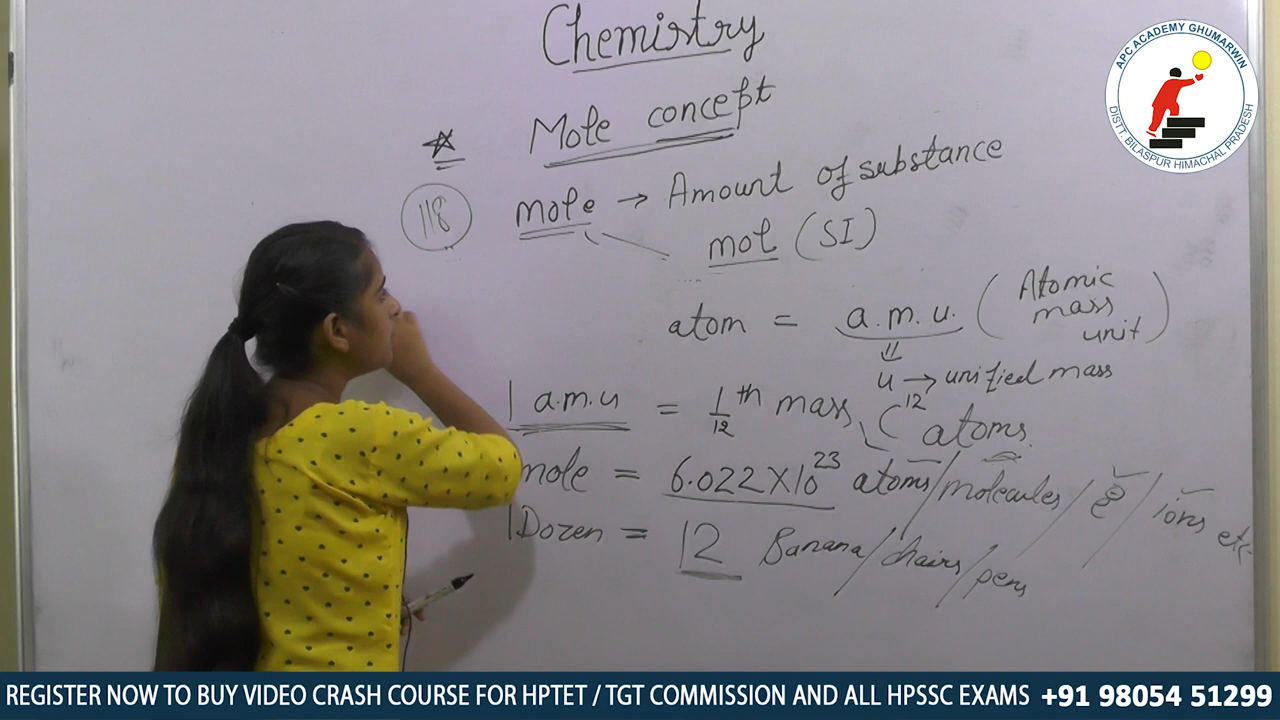 Chemistry
Mole concept
118
mole → Amount of substance
mol (SI)
atom = a.m.u. (Atomic mass unit)
u → unified mass
1 a.m.u = 1/12 th mass C12 atoms.
mole = 6.022 X 10^23 atoms/molecules/e/ions etc
1 Dozen = 12 Banana/chairs/pens
APC ACADEMY GHUMARWIN
DISTT. BILASPUR HIMACHAL PRADESH
REGISTER NOW TO BUY VIDEO CRASH COURSE FOR HPTET / TGT COMMISSION AND ALL HPSSC EXAMS +91 98054 51299